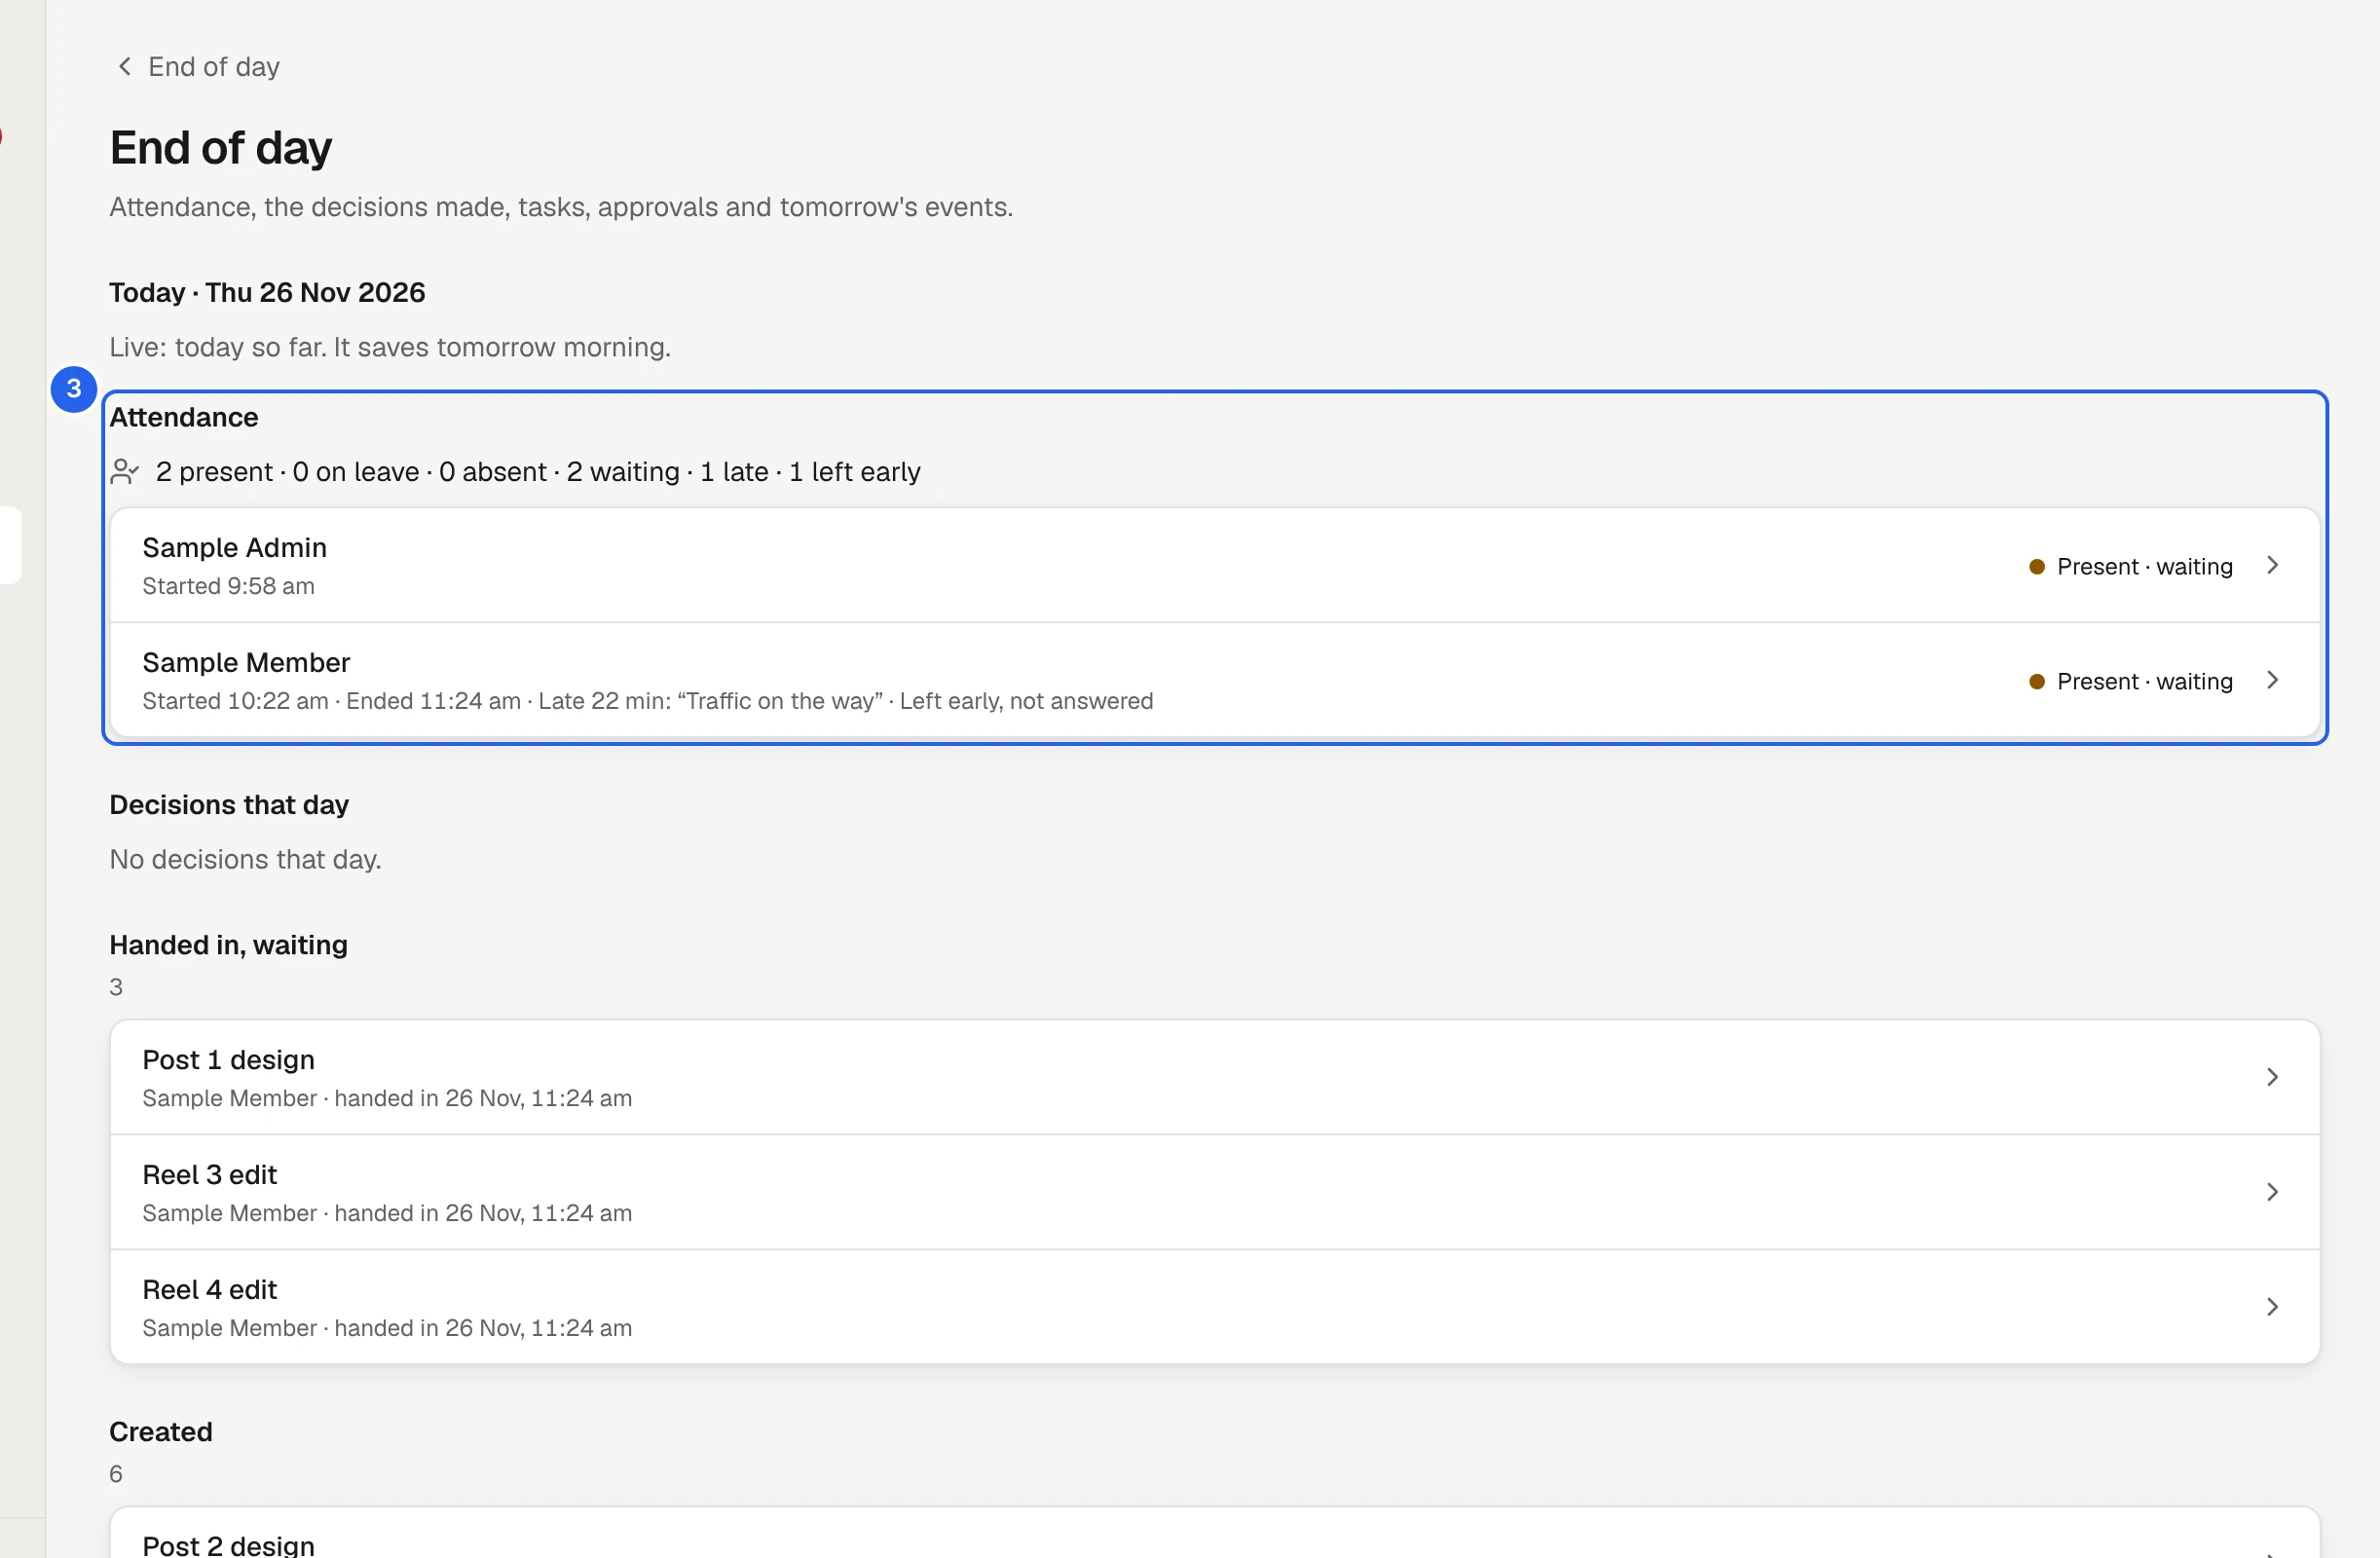 End of day
End of day
Attendance, the decisions made, tasks, approvals and tomorrow's events.
Today · Thu 26 Nov 2026
Live: today so far. It saves tomorrow morning.
3
Attendance
2 present · 0 on leave · 0 absent · 2 waiting · 1 late · 1 left early
Sample Admin
Started 9:58 am
Present · waiting
Sample Member
Started 10:22 am · Ended 11:24 am · Late 22 min: “Traffic on the way” · Left early, not answered
Present · waiting
Decisions that day
No decisions that day.
Handed in, waiting
3
Post 1 design
Sample Member · handed in 26 Nov, 11:24 am
Reel 3 edit
Sample Member · handed in 26 Nov, 11:24 am
Reel 4 edit
Sample Member · handed in 26 Nov, 11:24 am
Created
6
Post 2 design